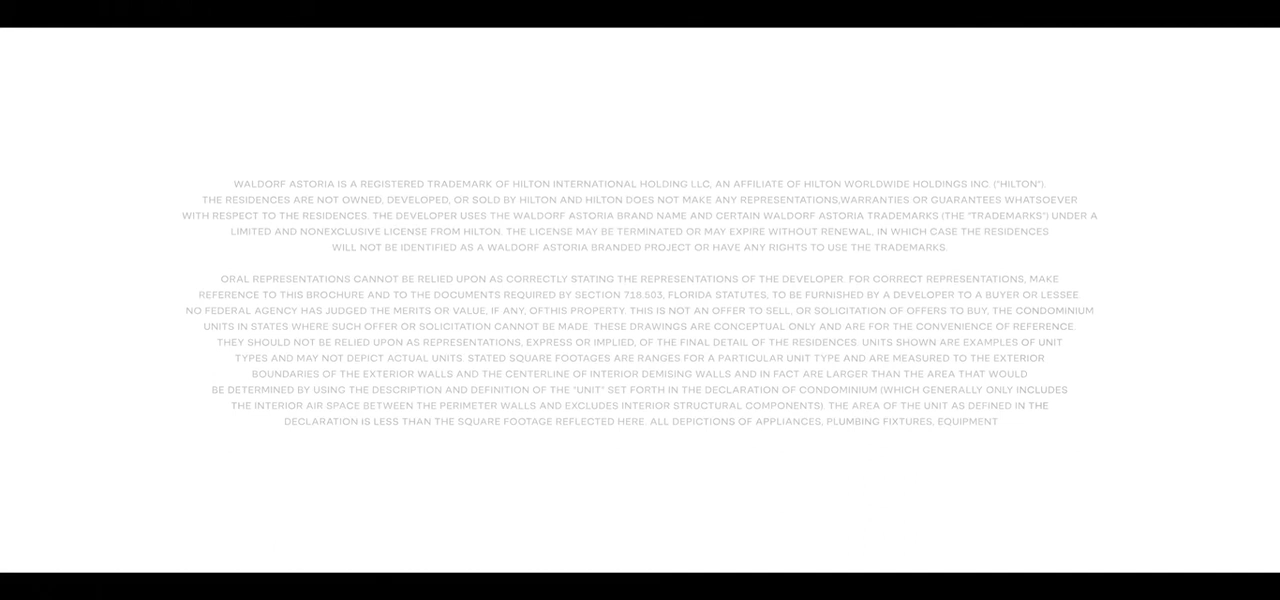 WALDORF ASTORIA IS A REGISTERED TRADEMARK OF HILTON INTERNATIONAL HOLDING LLC, AN AFFILIATE OF HILTON WORLDWIDE HOLDINGS INC. ("HILTON").
THE RESIDENCES ARE NOT OWNED, DEVELOPED, OR SOLD BY HILTON AND HILTON DOES NOT MAKE ANY REPRESENTATIONS,WARRANTIES OR GUARANTEES WHATSOEVER
WITH RESPECT TO THE RESIDENCES. THE DEVELOPER USES THE WALDORF ASTORIA BRAND NAME AND CERTAIN WALDORF ASTORIA TRADEMARKS (THE "TRADEMARKS") UNDER A
LIMITED AND NONEXCLUSIVE LICENSE FROM HILTON. THE LICENSE MAY BE TERMINATED OR MAY EXPIRE WITHOUT RENEWAL, IN WHICH CASE THE RESIDENCES
WILL NOT BE IDENTIFIED AS A WALDORF ASTORIA BRANDED PROJECT OR HAVE ANY RIGHTS TO USE THE TRADEMARKS.
ORAL REPRESENTATIONS CANNOT BE RELIED UPON AS CORRECTLY STATING THE REPRESENTATIONS OF THE DEVELOPER. FOR CORRECT REPRESENTATIONS, MAKE
REFERENCE TO THIS BROCHURE AND TO THE DOCUMENTS REQUIRED BY SECTION 718.503, FLORIDA STATUTES, TO BE FURNISHED BY A DEVELOPER TO A BUYER OR LESSEE
NO FEDERAL AGENCY HAS JUDGED THE MERITS OR VALUE, IF ANY, OFTHIS PROPERTY. THIS IS NOT AN OFFER TO SELL, OR SOLICITATION OF OFFERS TO BUY, THE CONDOMINIUM
UNITS IN STATES WHERE SUCH OFFER OR SOLICITATION CANNOT BE MADE. THESE DRAWINGS ARE CONCEPTUAL ONLY AND ARE FOR THE CONVENIENCE OF REFERENCE.
THEY SHOULD NOT BE RELIED UPON AS REPRESENTATIONS, EXPRESS OR IMPLIED, OF THE FINAL DETAIL OF THE RESIDENCES. UNITS SHOWN ARE EXAMPLES OF UNIT
TYPES AND MAY NOT DEPICT ACTUAL UNITS. STATED SQUARE FOOTAGES ARE RANGES FOR A PARTICULAR UNIT TYPE AND ARE MEASURED TO THE EXTERIOR
BOUNDARIES OF THE EXTERIOR WALLS AND THE CENTERLINE OF INTERIOR DEMISING WALLS AND IN FACT ARE LARGER THAN THE AREA THAT WOULD
BE DETERMINED BY USING THE DESCRIPTION AND DEFINITION OF THE "UNIT" SET FORTH IN THE DECLARATION OF CONDOMINIUM (WHICH GENERALLY ONLY INCLUDES
THE INTERIOR AIR SPACE BETWEEN THE PERIMETER WALLS AND EXCLUDES INTERIOR STRUCTURAL COMPONENTS). THE AREA OF THE UNIT AS DEFINED IN THE
DECLARATION IS LESS THAN THE SQUARE FOOTAGE REFLECTED HERE. ALL DEPICTIONS OF APPLIANCES, PLUMBING FIXTURES, EQUIPMENT